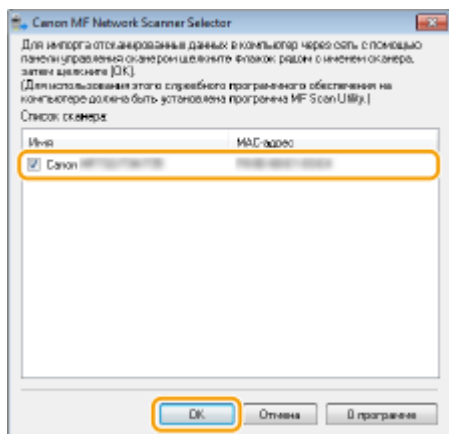 Canon MF Network Scanner Selector
Для импорта отсканированных данных в компьютер через сеть с помощью
панели управления сканером щелкните флажок рядом с именем сканера,
затем щелкните [OK].
(Для использования этого служебного программного обеспечения на
компьютере должна быть установлена программа MF Scan Utility.)
Список сканера:
Имя MAC-адрес
Canon
OK Отмена О программе